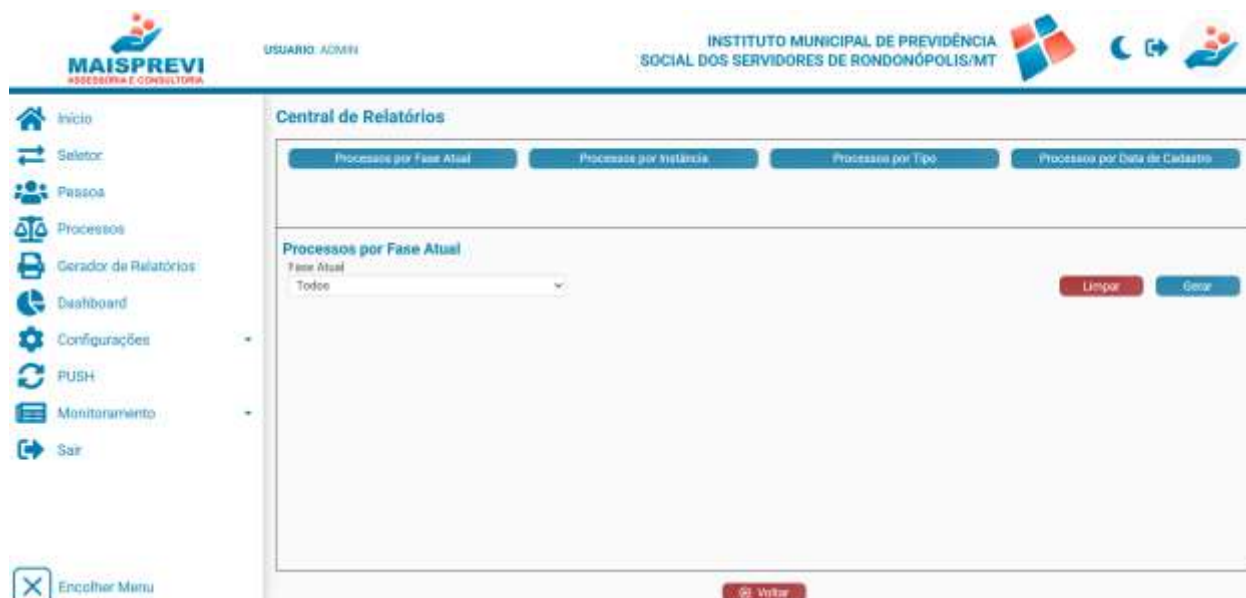 MAISPREVI
ASSESSORIA E CONSULTORIA
USUARIO: ADMIN
INSTITUTO MUNICIPAL DE PREVIDÊNCIA
SOCIAL DOS SERVIDORES DE RONDONÓPOLIS/MT
Início
Seletor
Pessoa
Processos
Gerador de Relatórios
Dashboard
Configurações
PUSH
Monitoramento
Sair
Encolher Menu
Central de Relatórios
Processos por Fase Atual
Processos por Instância
Processos por Tipo
Processos por Data de Cadastro
Processos por Fase Atual
Fase Atual
Todos
Limpar
Gerar
Voltar